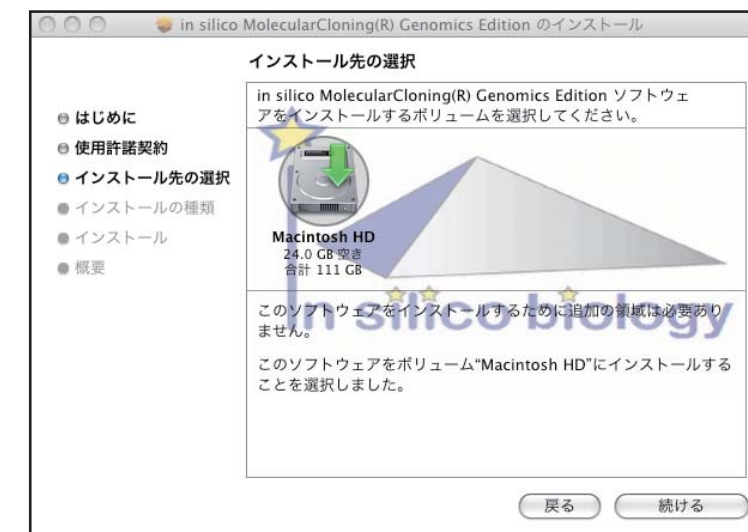 in silico MolecularCloning(R) Genomics Edition のインストール
インストール先の選択
はじめに
使用許諾契約
インストール先の選択
インストールの種類
インストール
概要
in silico MolecularCloning(R) Genomics Edition ソフトウェ
アをインストールするボリュームを選択してください。
Macintosh HD
24.0 GB 空き
合計 111 GB
このソフトウェアをインストールするために追加の領域は必要あり
ません。
このソフトウェアをボリューム“Macintosh HD”にインストールする
ことを選択しました。
in silico biology
戻る
続ける